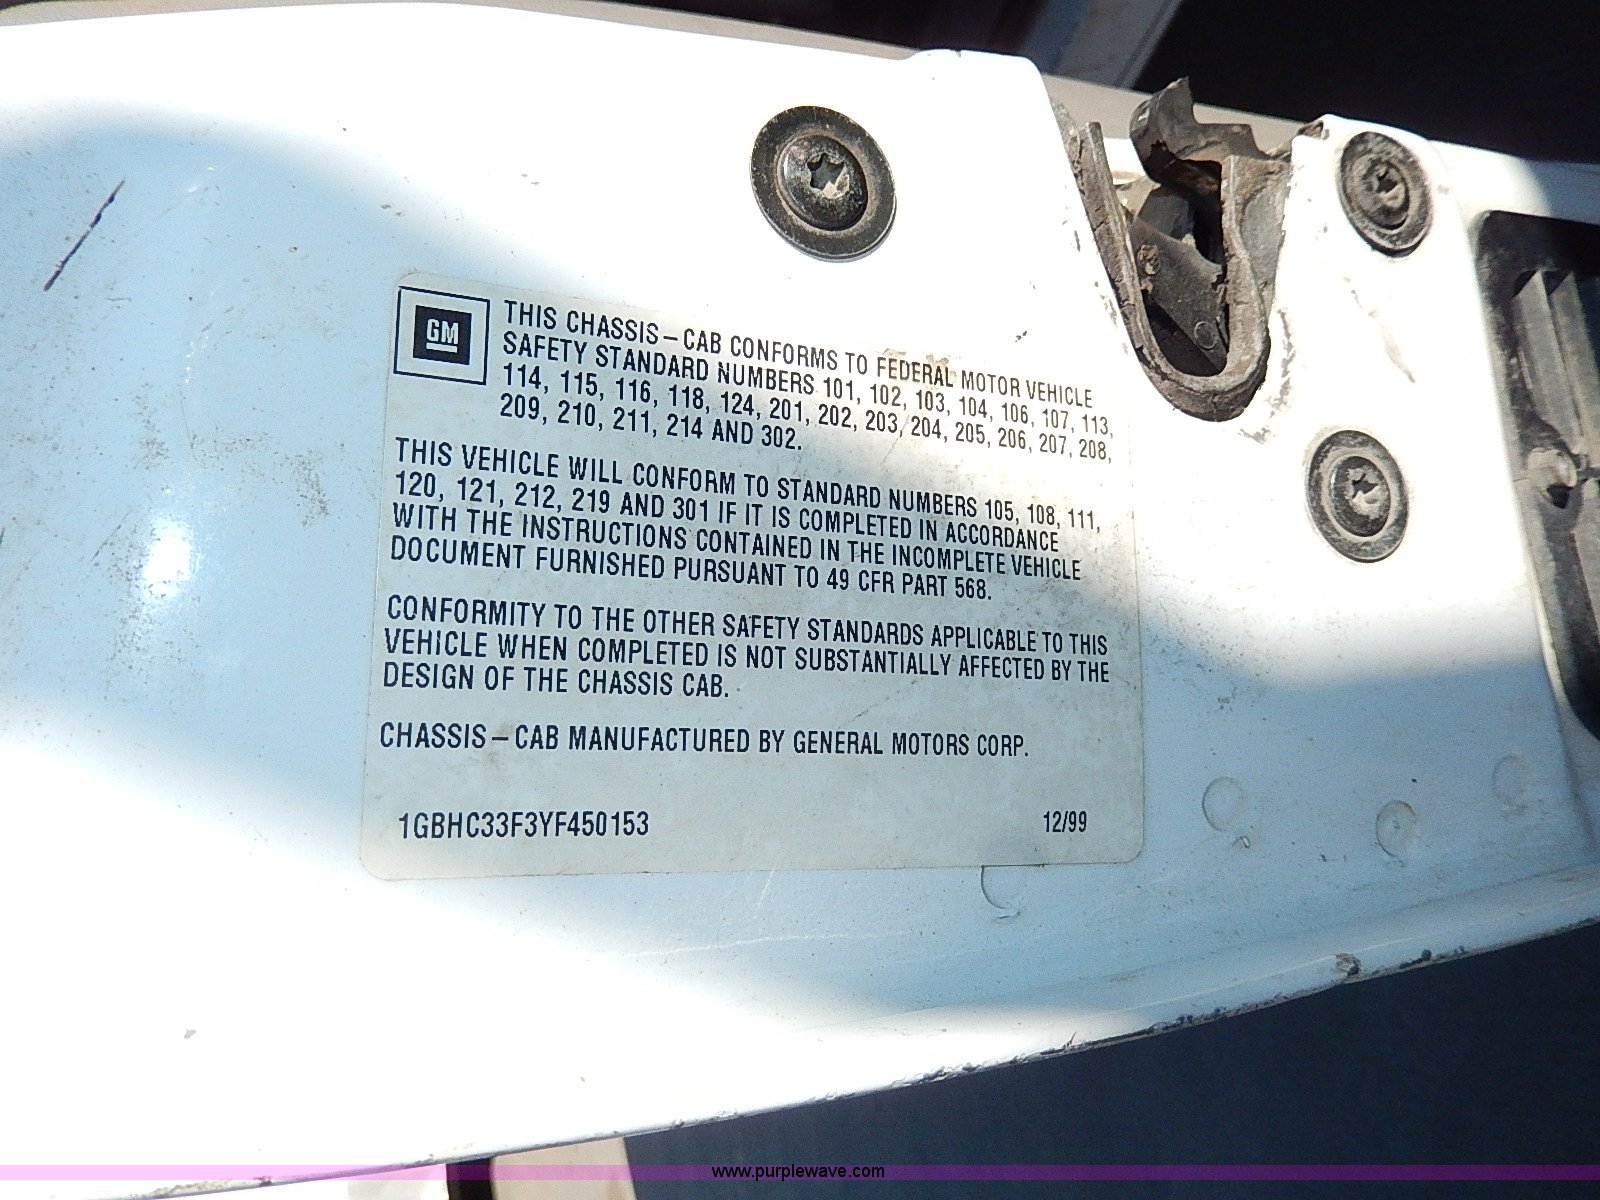 GM
THIS CHASSIS-CAB CONFORMS TO FEDERAL MOTOR VEHICLE
SAFETY STANDARD NUMBERS 101, 102, 103, 104, 106, 107, 113,
114, 115, 116, 118, 124, 201, 202, 203, 204, 205, 206, 207, 208,
209, 210, 211, 214 AND 302.
THIS VEHICLE WILL CONFORM TO STANDARD NUMBERS 105, 108, 111,
120, 121, 212, 219 AND 301 IF IT IS COMPLETED IN ACCORDANCE
WITH THE INSTRUCTIONS CONTAINED IN THE INCOMPLETE VEHICLE
DOCUMENT FURNISHED PURSUANT TO 49 CFR PART 568.
CONFORMITY TO THE OTHER SAFETY STANDARDS APPLICABLE TO THIS
VEHICLE WHEN COMPLETED IS NOT SUBSTANTIALLY AFFECTED BY THE
DESIGN OF THE CHASSIS CAB.
CHASSIS-CAB MANUFACTURED BY GENERAL MOTORS CORP.
1GBHC33F3YF450153 12/99
www.purplewave.com